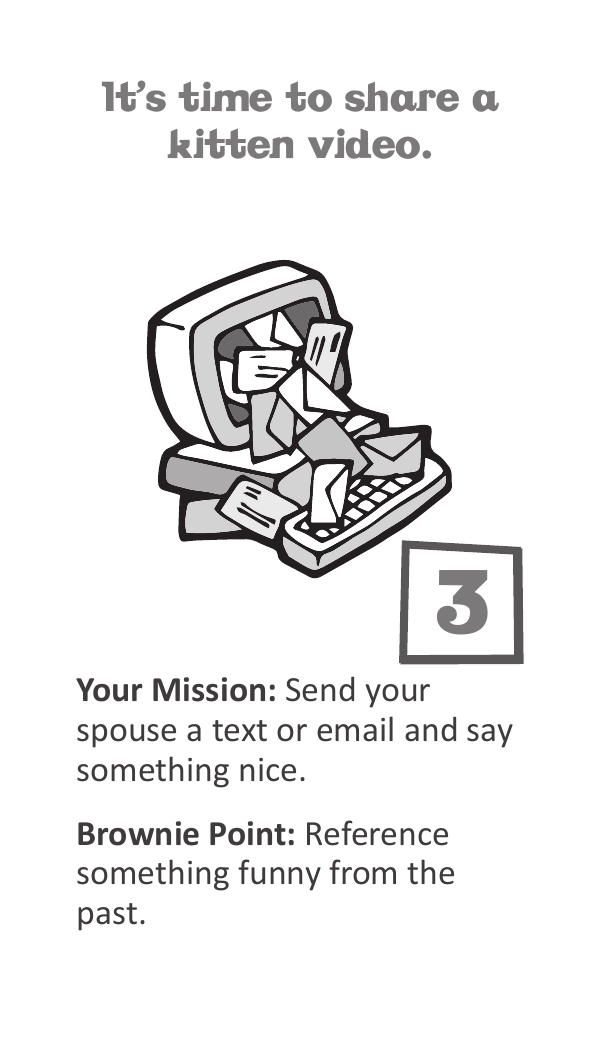 It's time to share a
kitten video.
3
Your Mission: Send your
spouse a text or email and say
something nice.
Brownie Point: Reference
something funny from the
past.